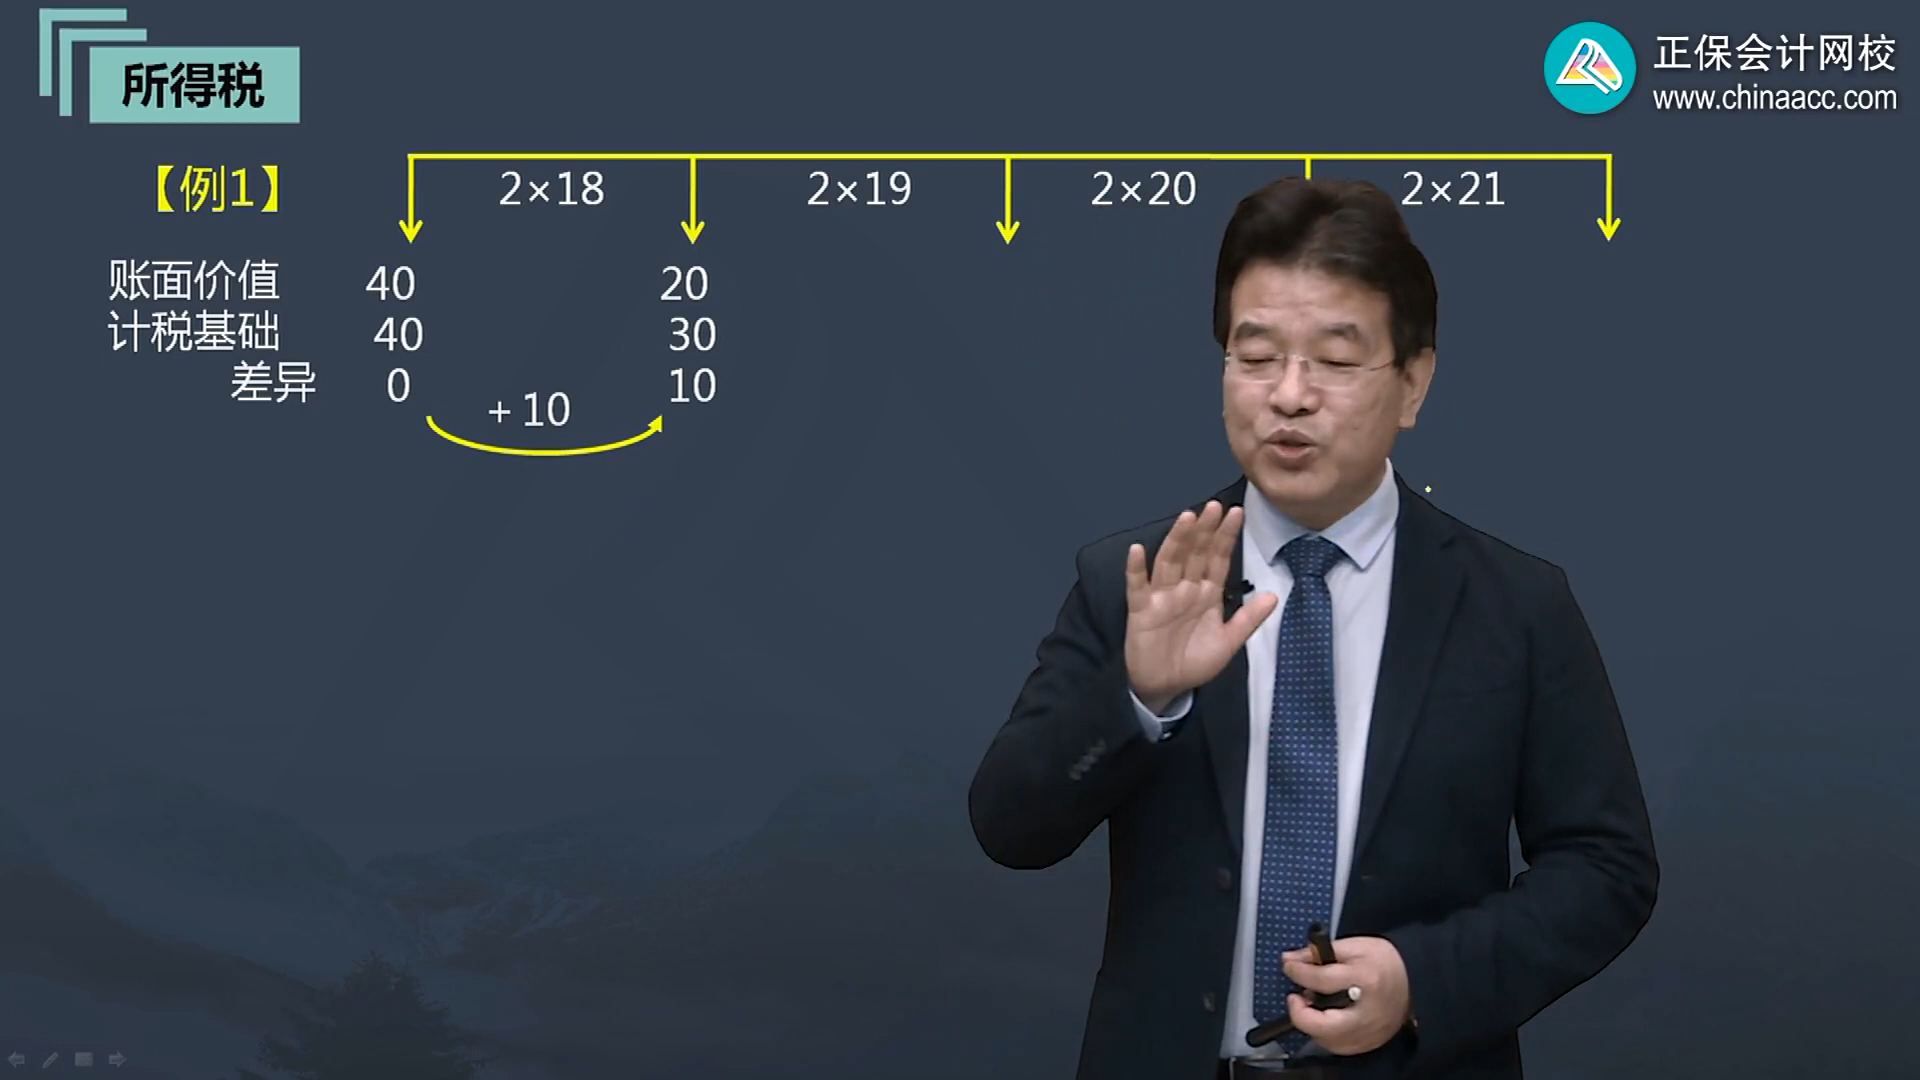 所得税
正保会计网校
www.chinaacc.com
【例1】
2×18 2×19 2×20 2×21
账面价值 40 20
计税基础 40 30
差异 0 10
+10